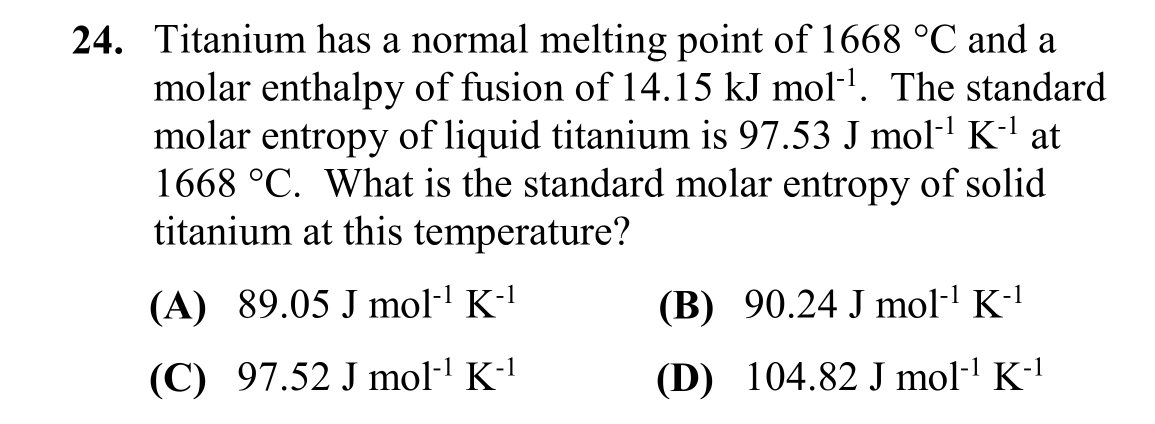 24. Titanium has a normal melting point of 1668 °C and a
molar enthalpy of fusion of 14.15 kJ mol⁻¹. The standard
molar entropy of liquid titanium is 97.53 J mol⁻¹ K⁻¹ at
1668 °C. What is the standard molar entropy of solid
titanium at this temperature?
(A) 89.05 J mol⁻¹ K⁻¹ (B) 90.24 J mol⁻¹ K⁻¹
(C) 97.52 J mol⁻¹ K⁻¹ (D) 104.82 J mol⁻¹ K⁻¹